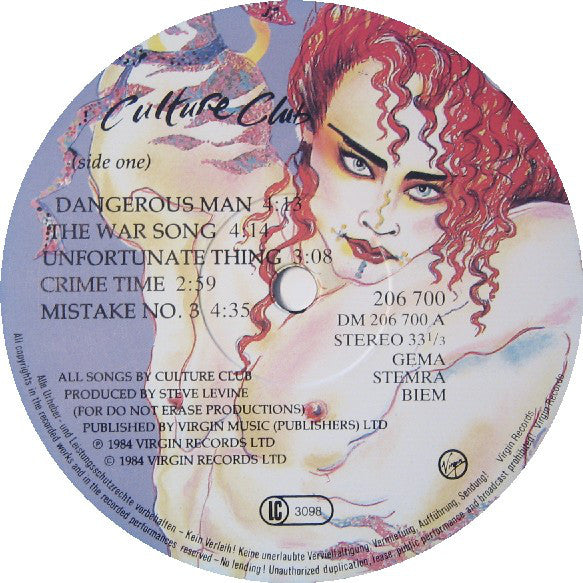 Culture Club
(side one)
DANGEROUS MAN 4:13
THE WAR SONG 4:14
UNFORTUNATE THING 3:08
CRIME TIME 2:59
MISTAKE NO. 3 4:35
206 700
DM 206 700 A
STEREO 33 1/3
GEMA
STEMRA
BIEM
ALL SONGS BY CULTURE CLUB
PRODUCED BY STEVE LEVINE
(FOR DO NOT ERASE PRODUCTIONS)
PUBLISHED BY VIRGIN MUSIC (PUBLISHERS) LTD
℗ 1984 VIRGIN RECORDS LTD
© 1984 VIRGIN RECORDS LTD
Virgin
LC 3098
Alle Urheber- und Leistungsschutzrechte vorbehalten – Kein Verleih! Keine unerlaubte Vervielfältigung, Vermietung, Aufführung, Sendung! Virgin Records
All copyrights in the recorded works and in the recorded performances reserved – No lending! Unauthorized duplication, lease, public performance and broadcast prohibited. Virgin Records